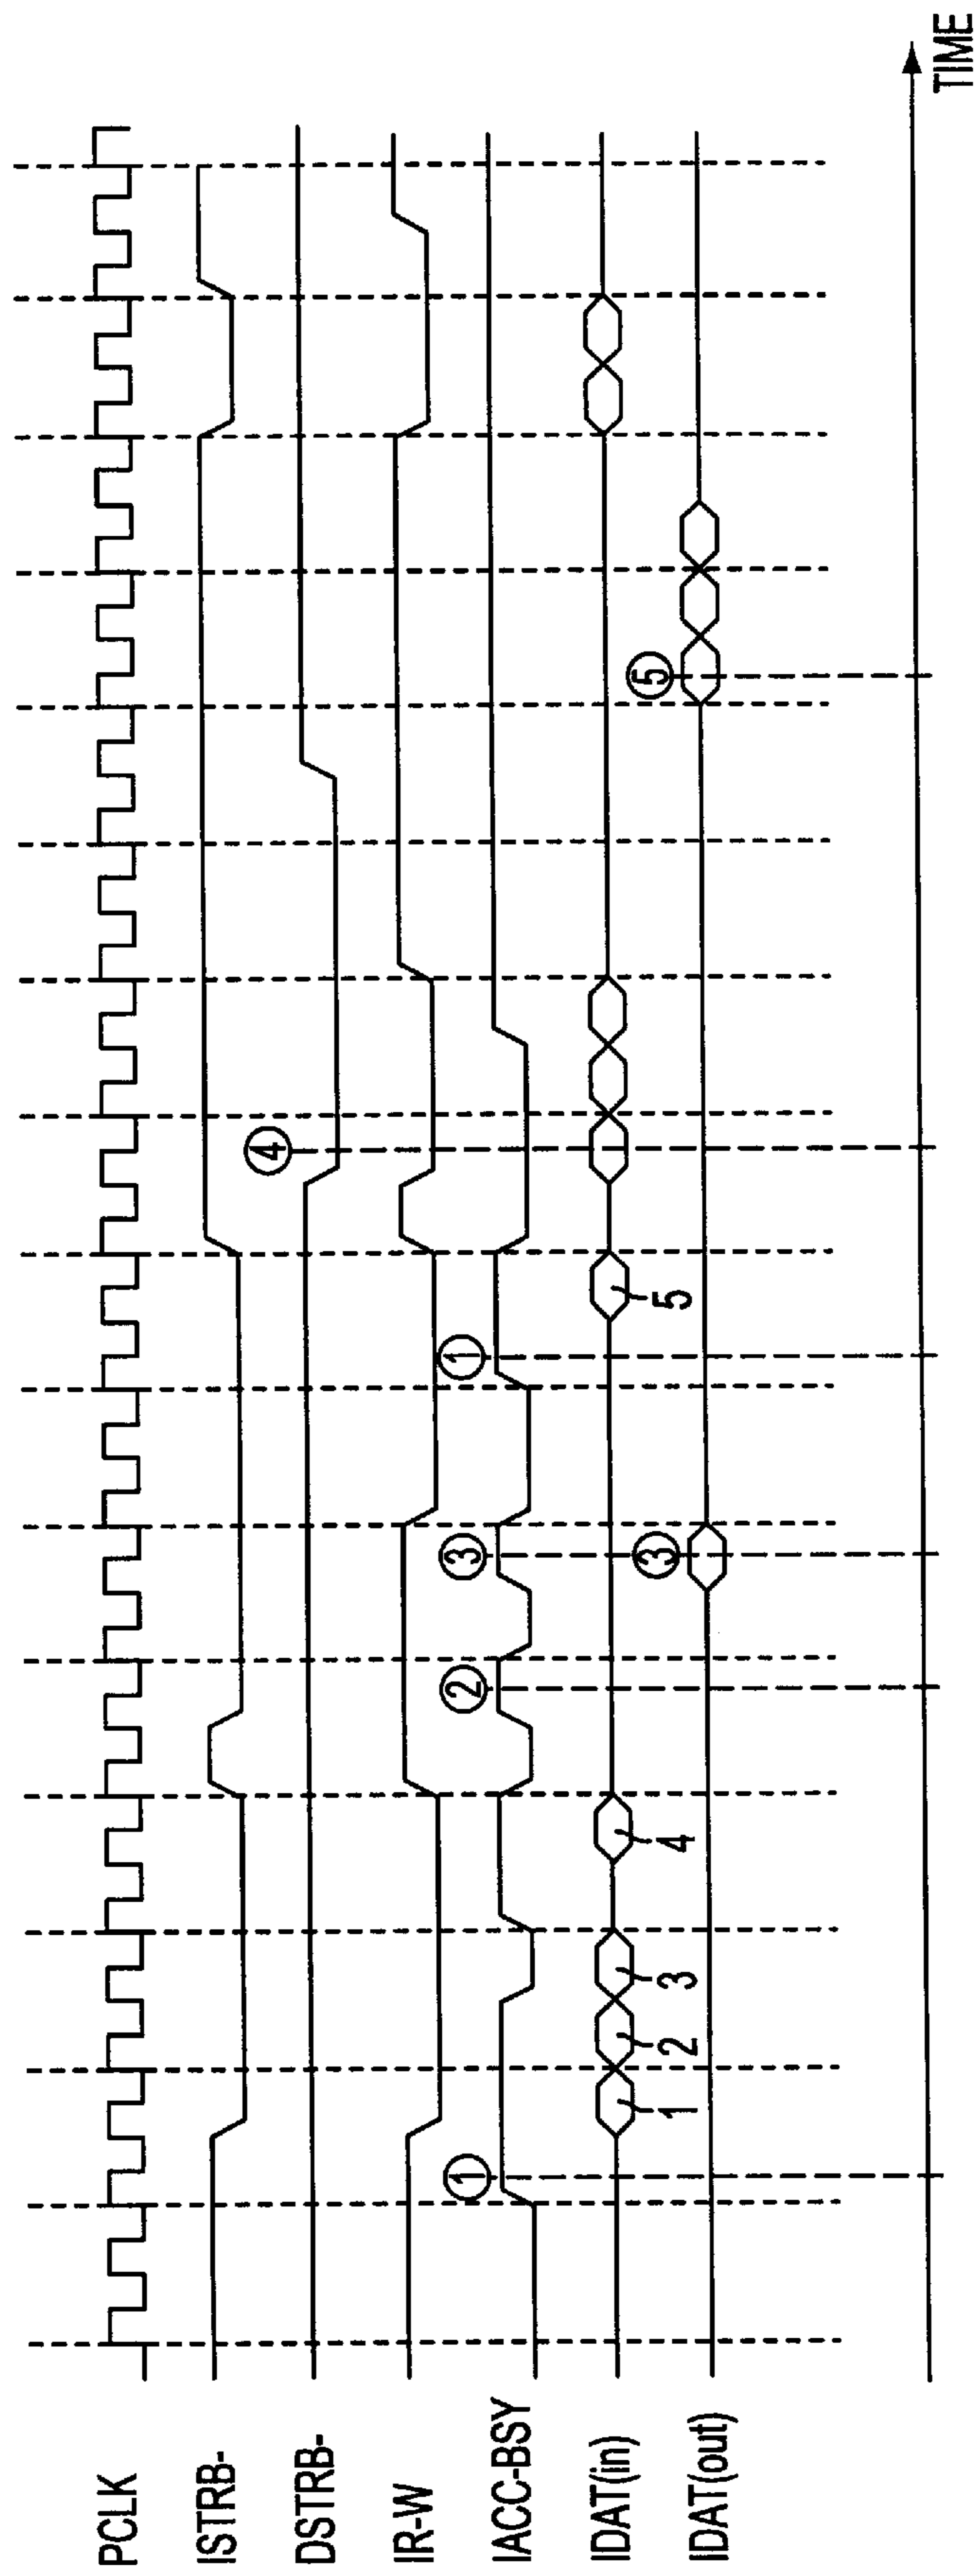 PCLK
ISTRB-
DSTRB-
④
IR-W
① ② ③ ①
IACC-BSY
③ ⑤
IDAT(in)
1 2 3 4 5
IDAT(out)
TIME